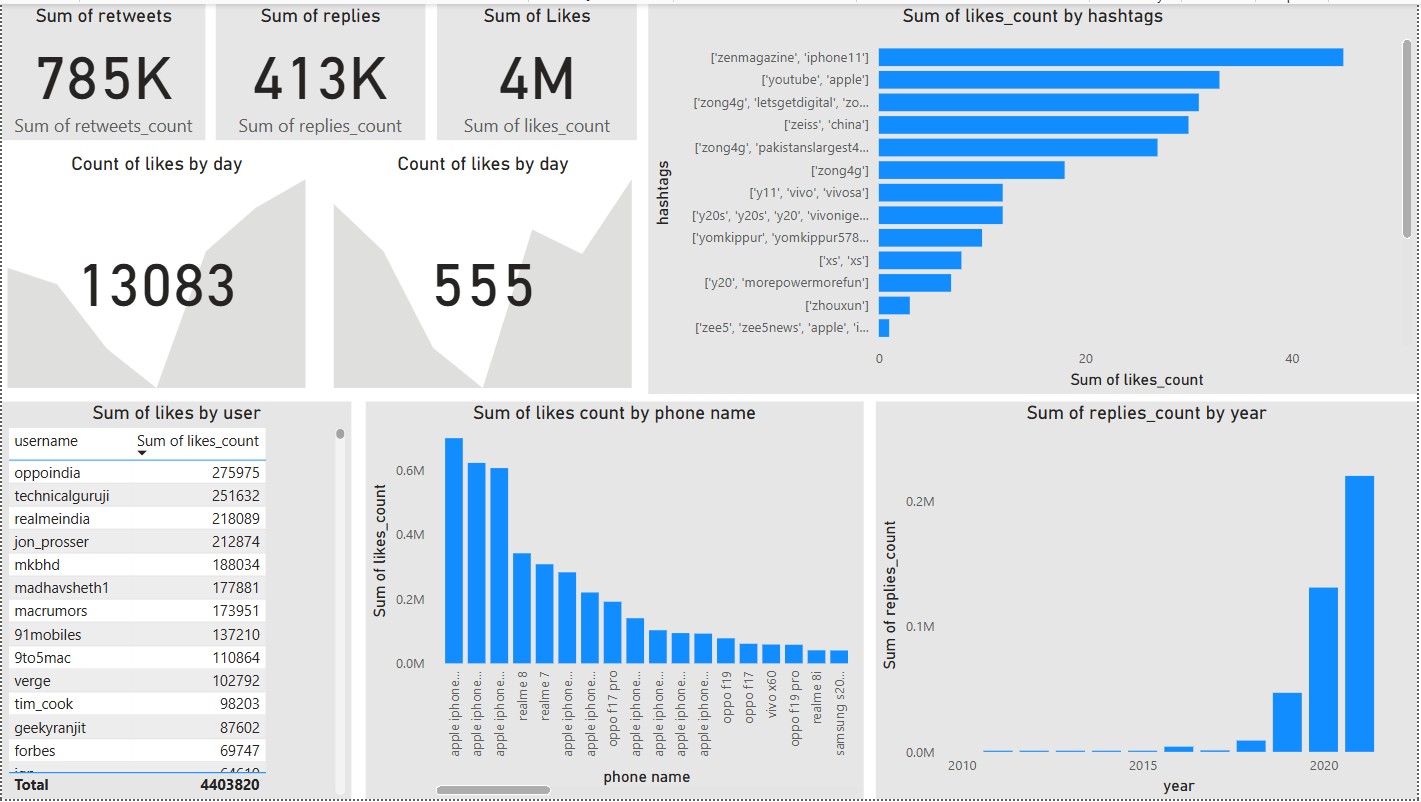 Sum of retweets
785K
Sum of retweets_count
Sum of replies
413K
Sum of replies_count
Sum of Likes
4M
Sum of likes_count
Count of likes by day
13083
Count of likes by day
555
Sum of likes_count by hashtags
hashtags
['zenmagazine', 'iphone11']
['youtube', 'apple']
['zong4g', 'letsgetdigital', 'zo...
['zeiss', 'china']
['zong4g', 'pakistanslargest4...
['zong4g']
['y11', 'vivo', 'vivosa']
['y20s', 'y20s', 'y20', 'vivonige...
['yomkippur', 'yomkippur578...
['xs', 'xs']
['y20', 'morepowermorefun']
['zhouxun']
['zee5', 'zee5news', 'apple', 'i...
0 20 40
Sum of likes_count
Sum of likes by user
username Sum of likes_count
oppoindia 275975
technicalguruji 251632
realmeindia 218089
jon_prosser 212874
mkbhd 188034
madhavsheth1 177881
macrumors 173951
91mobiles 137210
9to5mac 110864
verge 102792
tim_cook 98203
geekyranjit 87602
forbes 69747
Total 4403820
Sum of likes count by phone name
Sum of likes_count
0.6M
0.4M
0.2M
0.0M
apple iphone...
apple iphone...
apple iphone...
realme 8
realme 7
apple iphone...
apple iphone...
oppo f17 pro
apple iphone...
apple iphone...
apple iphone...
apple iphone...
oppo f19
oppo f17
vivo x60
oppo f19 pro
realme 8i
samsung s20...
phone name
Sum of replies_count by year
Sum of replies_count
0.2M
0.1M
0.0M
2010 2015 2020
year